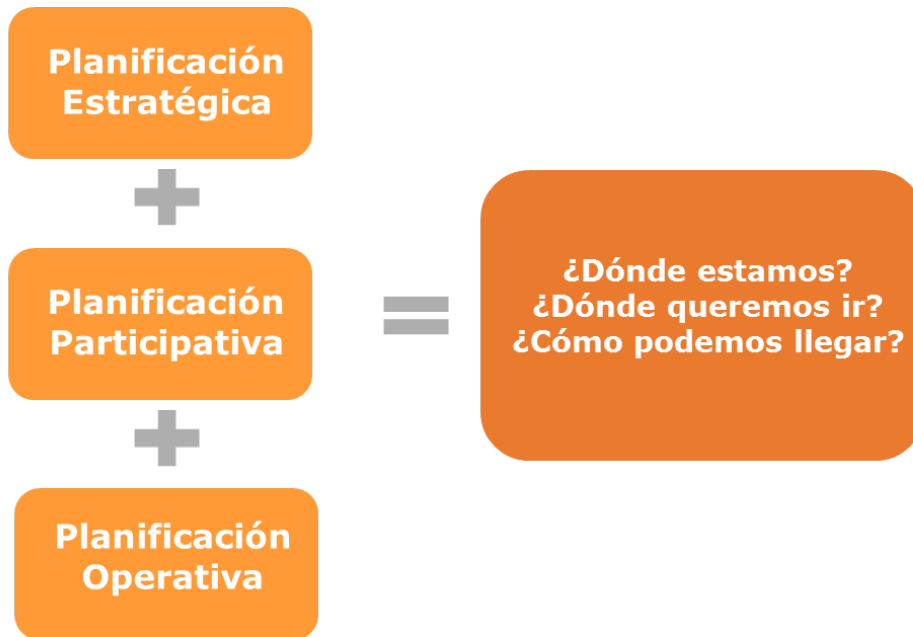 Planificación
Estratégica
Planificación
Participativa
Planificación
Operativa
¿Dónde estamos?
¿Dónde queremos ir?
¿Cómo podemos llegar?